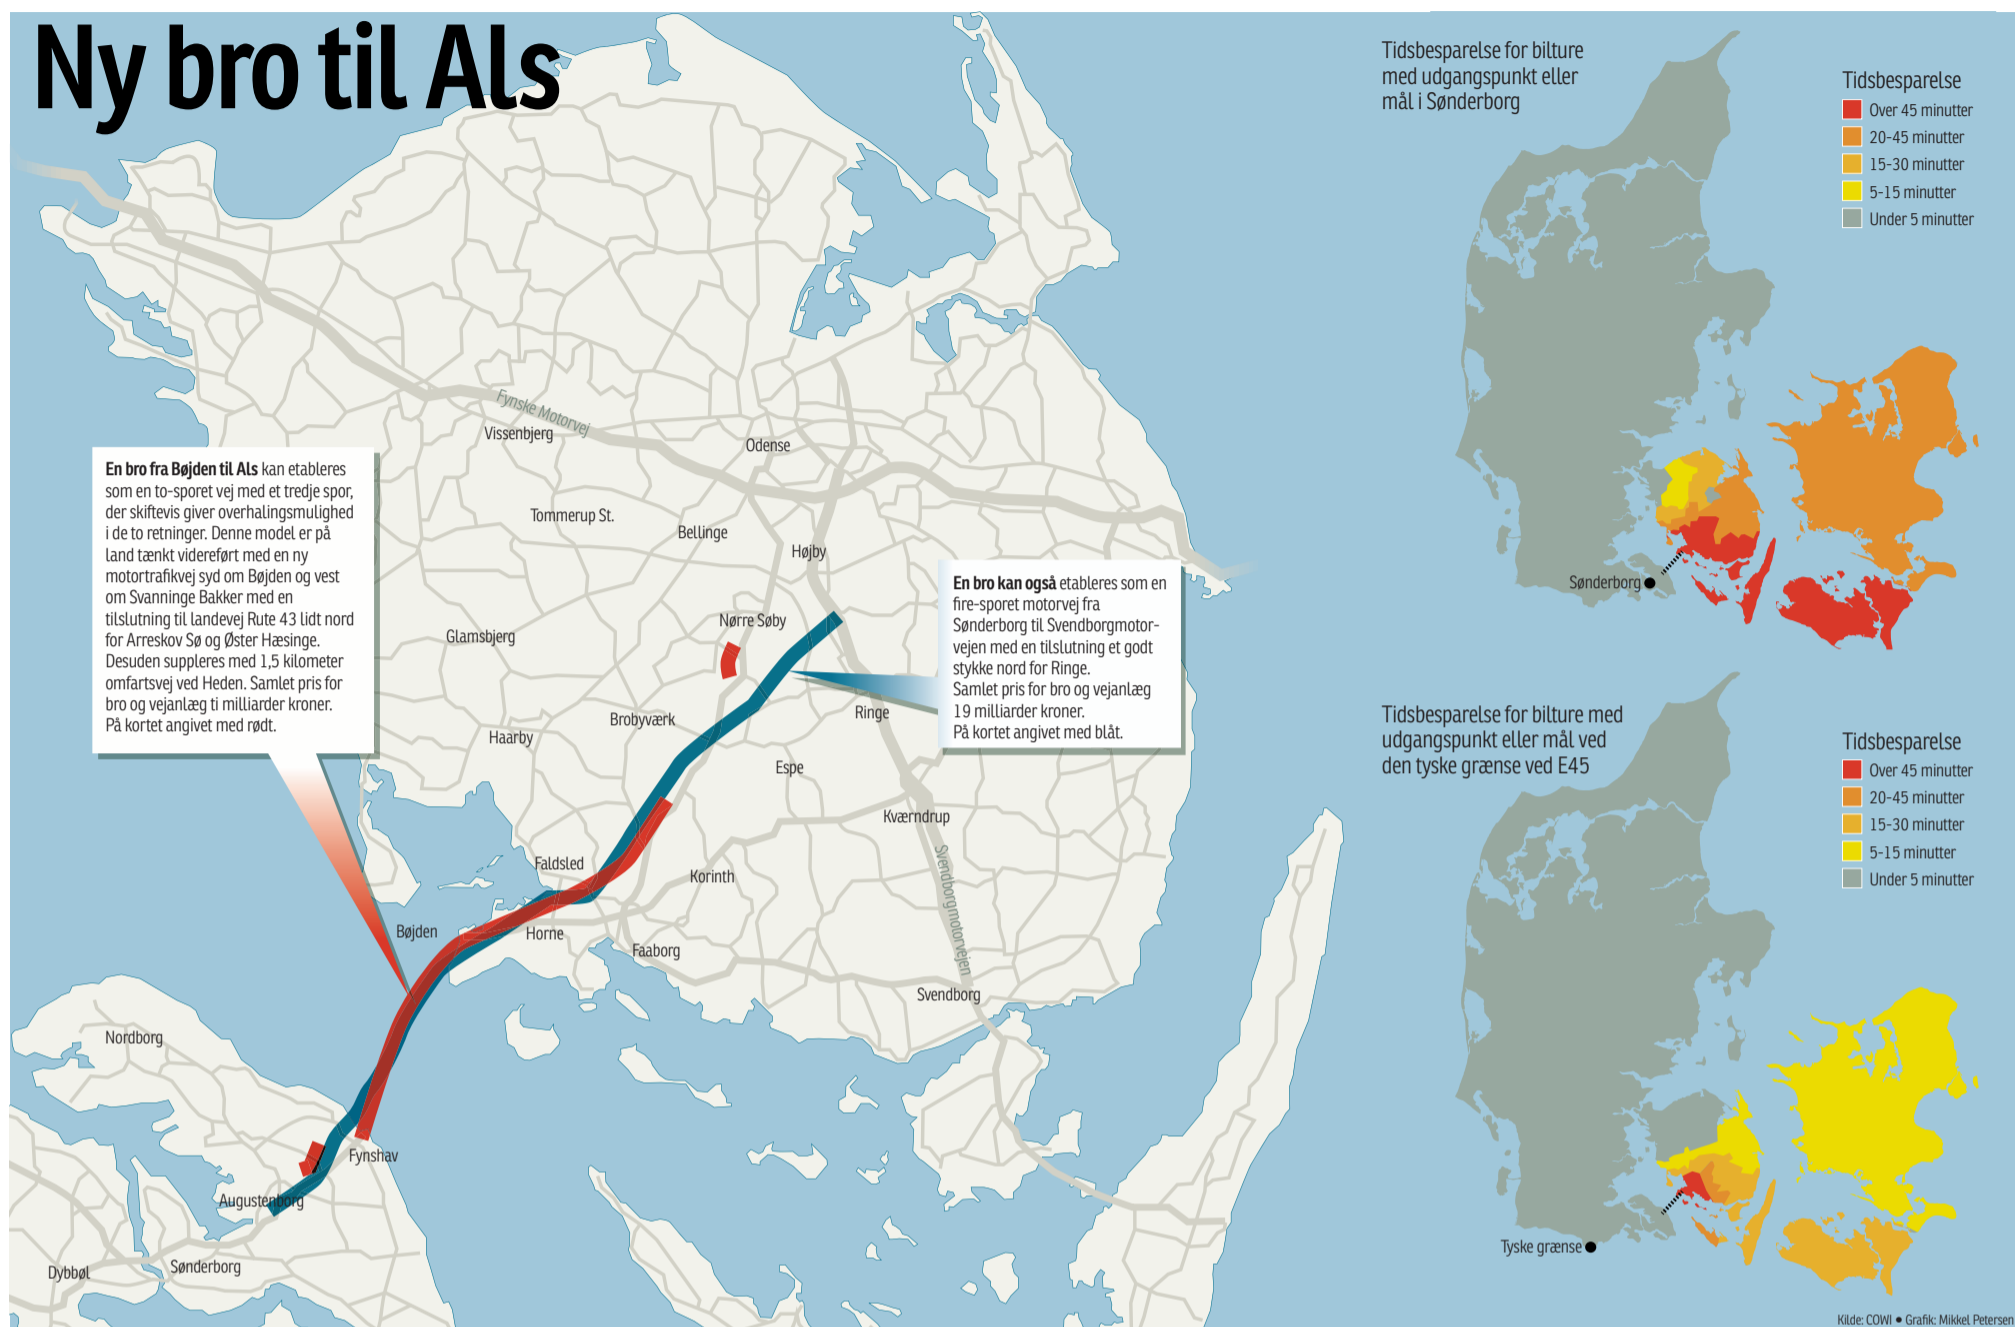 Ny bro til Als
En bro fra Bøjden til Als kan etableres
som en to-sporet vej med et tredje spor,
der skiftevis giver overhalingsmulighed
i de to retninger. Denne model er på
land tænkt videreført med en ny
motortrafikvej syd om Bøjden og vest
om Svanninge Bakker med en
tilslutning til landevej Rute 43 lidt nord
for Arreskov Sø og Øster Hæsinge.
Desuden suppleres med 1,5 kilometer
omfartsvej ved Heden. Samlet pris for
bro og vejanlæg ti milliarder kroner.
På kortet angivet med rødt.
Fynske Motorvej
Vissenbjerg
Odense
Tommerup St.
Bellinge
Højby
Nørre Søby
Glamsbjerg
Brobyværk
Haarby
Ringe
Espe
Kværndrup
Faldsled
Korinth
Svendborgmotorvejen
Bøjden
Horne
Faaborg
Svendborg
Nordborg
Fynshav
Augustenborg
Sønderborg
Dybbøl
En bro kan også etableres som en
fire-sporet motorvej fra
Sønderborg til Svendborgmotor-
vejen med en tilslutning et godt
stykke nord for Ringe.
Samlet pris for bro og vejanlæg
19 milliarder kroner.
På kortet angivet med blåt.
Tidsbesparelse for bilture
med udgangspunkt eller
mål i Sønderborg
Tidsbesparelse
Over 45 minutter
20-45 minutter
15-30 minutter
5-15 minutter
Under 5 minutter
Sønderborg
Tidsbesparelse for bilture med
udgangspunkt eller mål ved
den tyske grænse ved E45
Tidsbesparelse
Over 45 minutter
20-45 minutter
15-30 minutter
5-15 minutter
Under 5 minutter
Tyske grænse
Kilde: COWI • Grafik: Mikkel Petersen